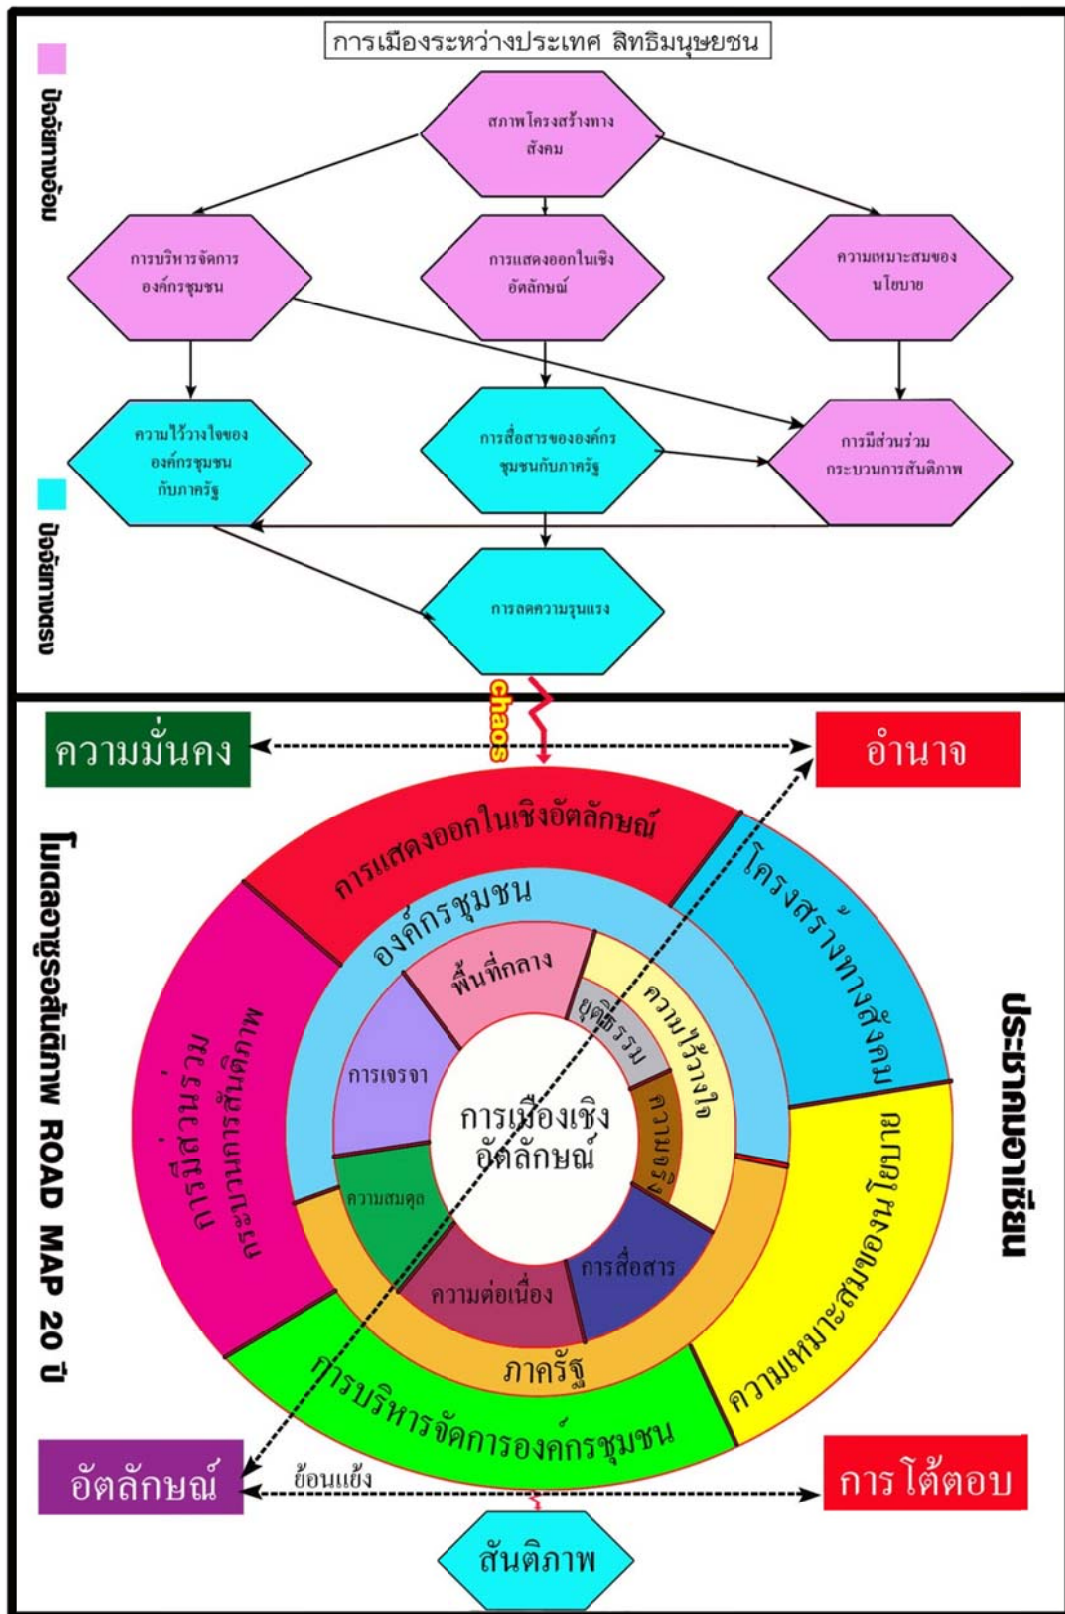 การเมืองระหว่างประเทศ สิทธิมนุษยชน
ปัจจัยทางอ้อม
สภาพโครงสร้างทาง
สังคม
การบริหารจัดการ
องค์กรชุมชน
การแสดงออกในเชิง
อัตลักษณ์
ความเหมาะสมของ
นโยบาย
ความไว้วางใจของ
องค์กรชุมชน
กับภาครัฐ
การสื่อสารขององค์กร
ชุมชนกับภาครัฐ
การมีส่วนร่วม
กระบวนการสันติภาพ
ปัจจัยทางตรง
การลดความรุนแรง
chaos
ความมั่นคง
อำนาจ
โมเดลอาซูรอสันติภาพ ROAD MAP 20 ปี
ประชาคมอาเซียน
การแสดงออกในเชิงอัตลักษณ์
โครงสร้างทางสังคม
ความเหมาะสมของนโยบาย
การบริหารจัดการองค์กรชุมชน
การมีส่วนร่วม
กระบวนการสันติภาพ
องค์กรชุมชน
ภาครัฐ
พื้นที่กลาง
ความไว้วางใจ
ยุติธรรม
ความจริง
การสื่อสาร
ความต่อเนื่อง
ความสมดุล
การเจรจา
การเมืองเชิง
อัตลักษณ์
อัตลักษณ์
ย้อนแย้ง
การโต้ตอบ
สันติภาพ